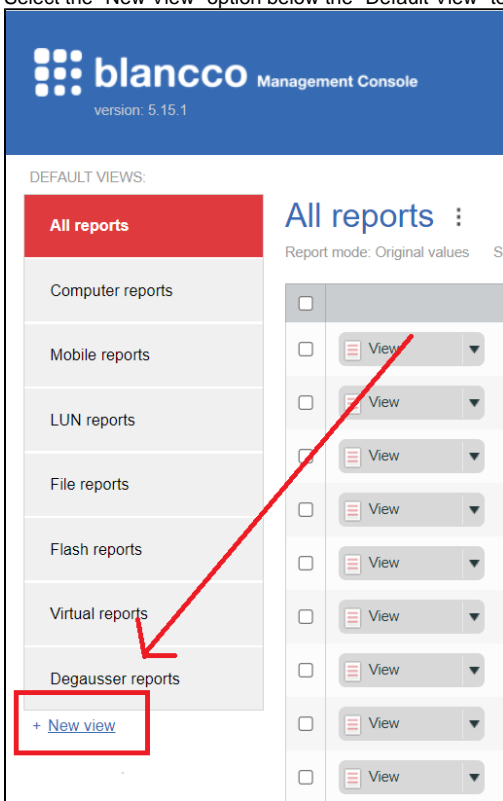 Select the "New View" option below the "Default View" to
blancco Management Console
version: 5.15.1
DEFAULT VIEWS:
All reports
Computer reports
Mobile reports
LUN reports
File reports
Flash reports
Virtual reports
Degausser reports
+ New view
All reports
Report mode: Original values S
View
View
View
View
View
View
View
View
View